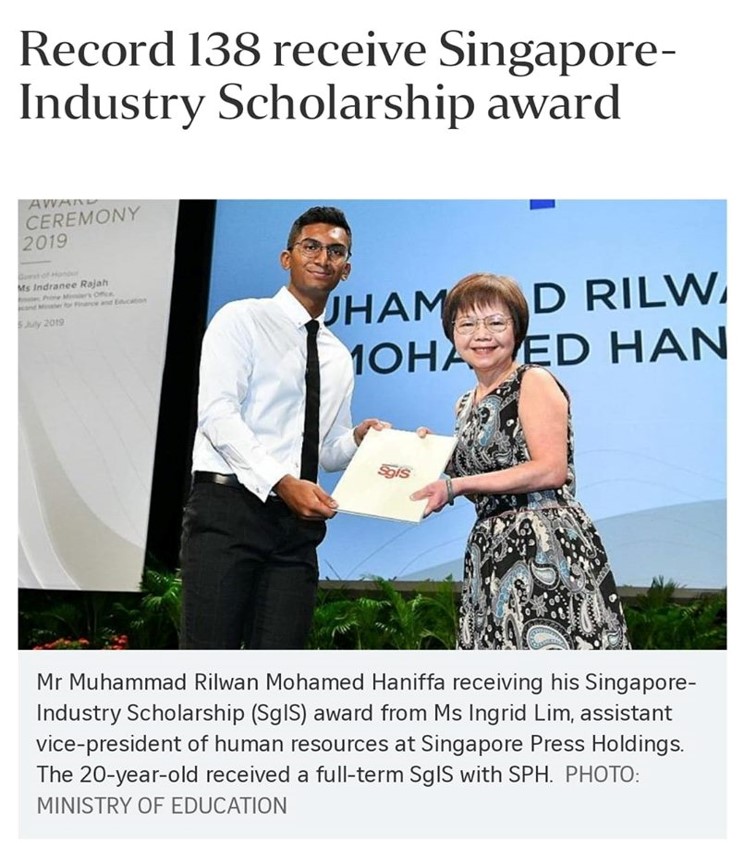 Record 138 receive Singapore-
Industry Scholarship award
AWARD
CEREMONY
2019
Guest-of-Honour
Ms Indranee Rajah
Minister, Prime Minister's Office,
Second Minister for Finance and Education
5 July 2019
UHAMM D RILWA
MOHA ED HAN
SgIS
Mr Muhammad Rilwan Mohamed Haniffa receiving his Singapore-
Industry Scholarship (SgIS) award from Ms Ingrid Lim, assistant
vice-president of human resources at Singapore Press Holdings.
The 20-year-old received a full-term SgIS with SPH. PHOTO:
MINISTRY OF EDUCATION